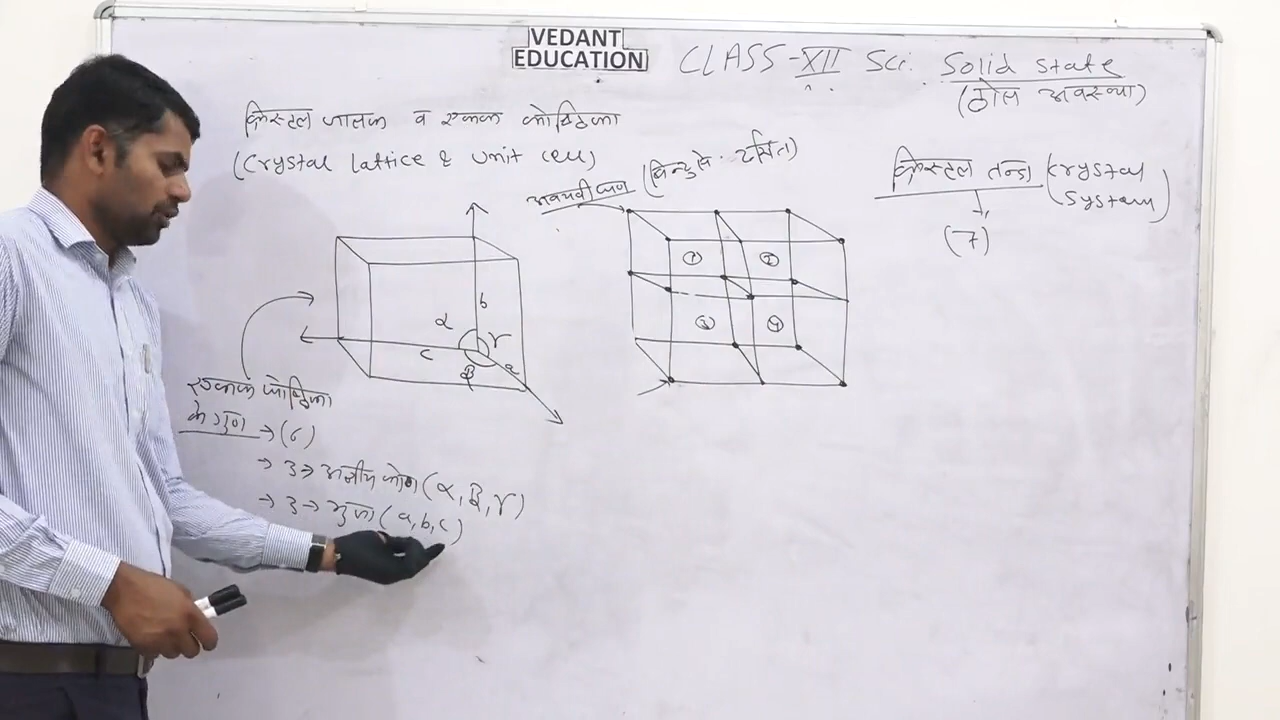 VEDANT
EDUCATION
CLASS-XII Sci. Solid state
(ठोस अवस्था)
क्रिस्टल जालक व एकक कोष्ठिका
(Crystal Lattice & Unit Cell)
अवयवी कण (बिन्दु से दर्शित)
क्रिस्टल तन्त्र (Crystal
System)
(7)
b
α
γ
c
β
a
1
2
3
4
एकक कोष्ठिका
के गुण → (6)
→ 3 → अक्षीय कोण (α, β, γ)
→ 3 → भुजा (a, b, c)